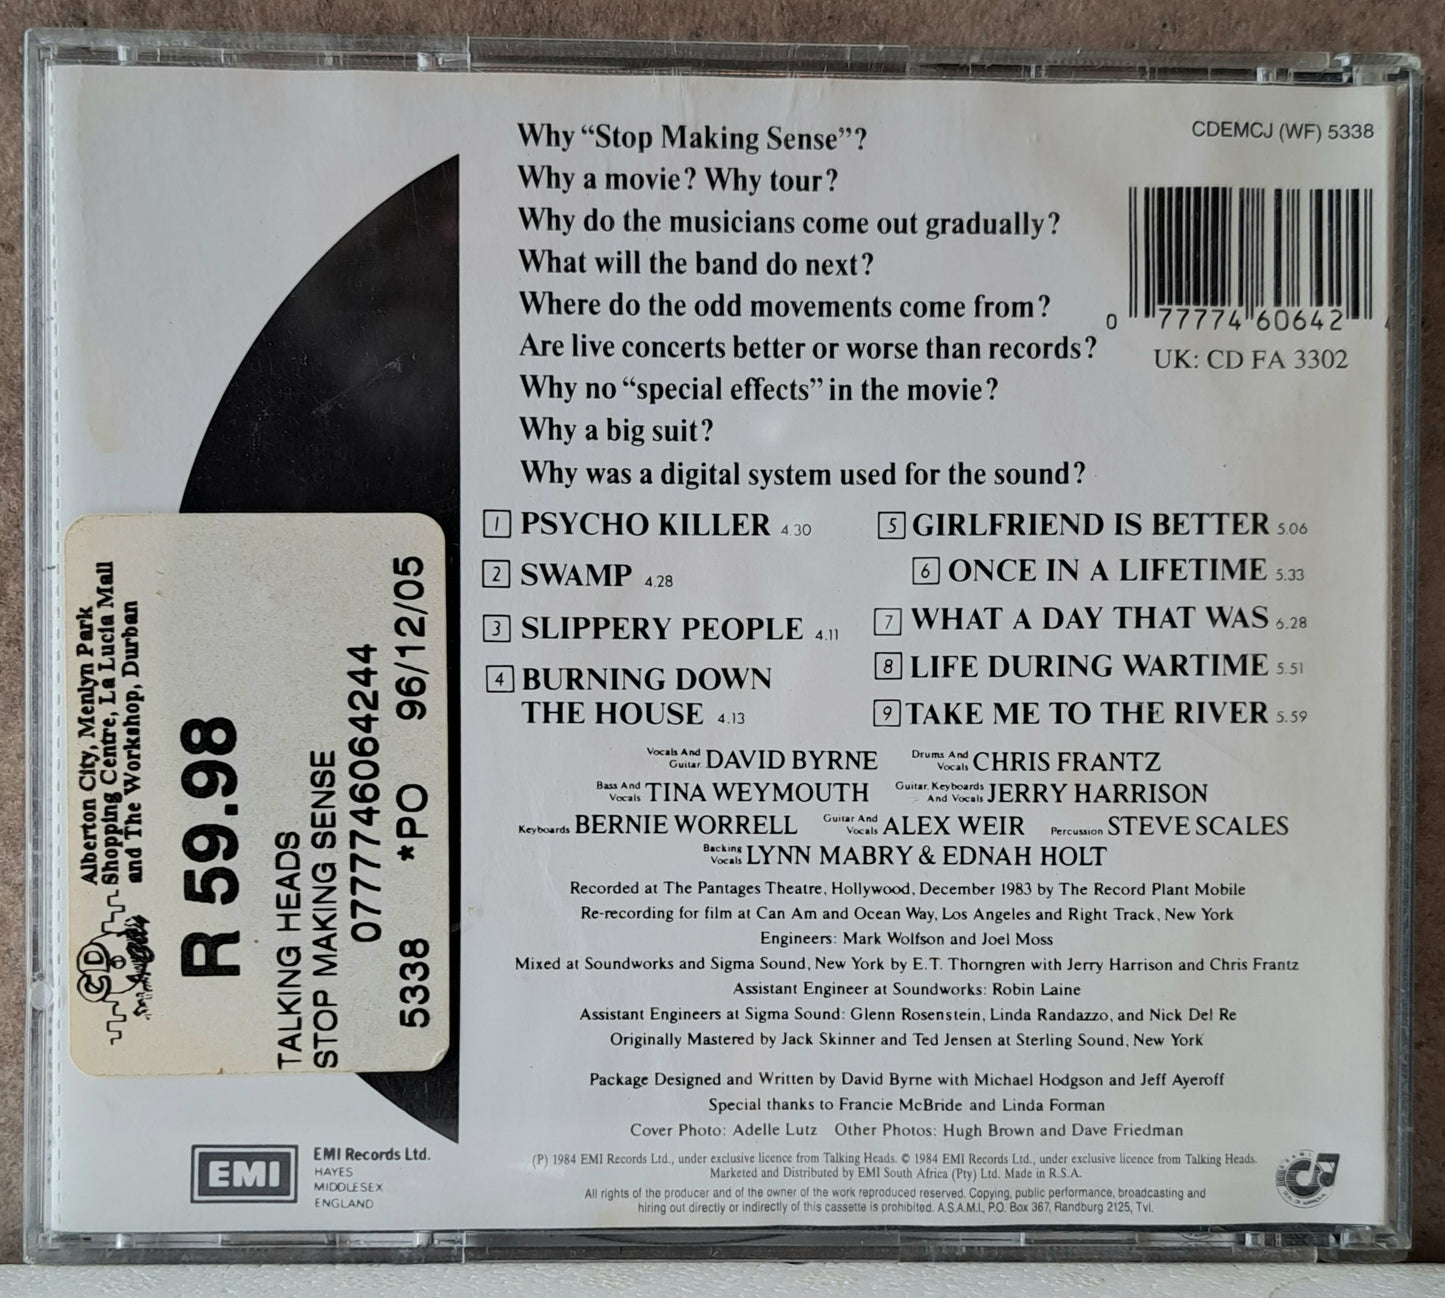 Why “Stop Making Sense”?
Why a movie? Why tour?
Why do the musicians come out gradually?
What will the band do next?
Where do the odd movements come from?
Are live concerts better or worse than records?
Why no “special effects” in the movie?
Why a big suit?
Why was a digital system used for the sound?
CDEMCJ (WF) 5338
0 77774 60642
UK: CD FA 3302
1 PSYCHO KILLER 4.30
2 SWAMP 4.28
3 SLIPPERY PEOPLE 4.11
4 BURNING DOWN
THE HOUSE 4.13
5 GIRLFRIEND IS BETTER 5.06
6 ONCE IN A LIFETIME 5.33
7 WHAT A DAY THAT WAS 6.28
8 LIFE DURING WARTIME 5.51
9 TAKE ME TO THE RIVER 5.59
Vocals And Guitar DAVID BYRNE Drums And Vocals CHRIS FRANTZ
Bass And Vocals TINA WEYMOUTH Guitar, Keyboards And Vocals JERRY HARRISON
Keyboards BERNIE WORRELL Guitar And Vocals ALEX WEIR Percussion STEVE SCALES
Backing Vocals LYNN MABRY & EDNAH HOLT
Recorded at The Pantages Theatre, Hollywood, December 1983 by The Record Plant Mobile
Re-recording for film at Can Am and Ocean Way, Los Angeles and Right Track, New York
Engineers: Mark Wolfson and Joel Moss
Mixed at Soundworks and Sigma Sound, New York by E.T. Thorngren with Jerry Harrison and Chris Frantz
Assistant Engineer at Soundworks: Robin Laine
Assistant Engineers at Sigma Sound: Glenn Rosenstein, Linda Randazzo, and Nick Del Re
Originally Mastered by Jack Skinner and Ted Jensen at Sterling Sound, New York
Package Designed and Written by David Byrne with Michael Hodgson and Jeff Ayeroff
Special thanks to Francie McBride and Linda Forman
Cover Photo: Adelle Lutz Other Photos: Hugh Brown and Dave Friedman
(P) 1984 EMI Records Ltd., under exclusive licence from Talking Heads. © 1984 EMI Records Ltd., under exclusive licence from Talking Heads.
Marketed and Distributed by EMI South Africa (Pty) Ltd. Made in R.S.A.
All rights of the producer and of the owner of the work reproduced reserved. Copying, public performance, broadcasting and
hiring out directly or indirectly of this cassette is prohibited. A.S.A.M.I., P.O. Box 367, Randburg 2125, Tvl.
EMI
EMI Records Ltd.
HAYES
MIDDLESEX
ENGLAND
CD
Alberton City, Menlyn Park
Shopping Centre, La Lucia Mall
and The Workshop, Durban
R 59.98
TALKING HEADS
STOP MAKING SENSE
0777746064244
5338 *PO 96/12/05